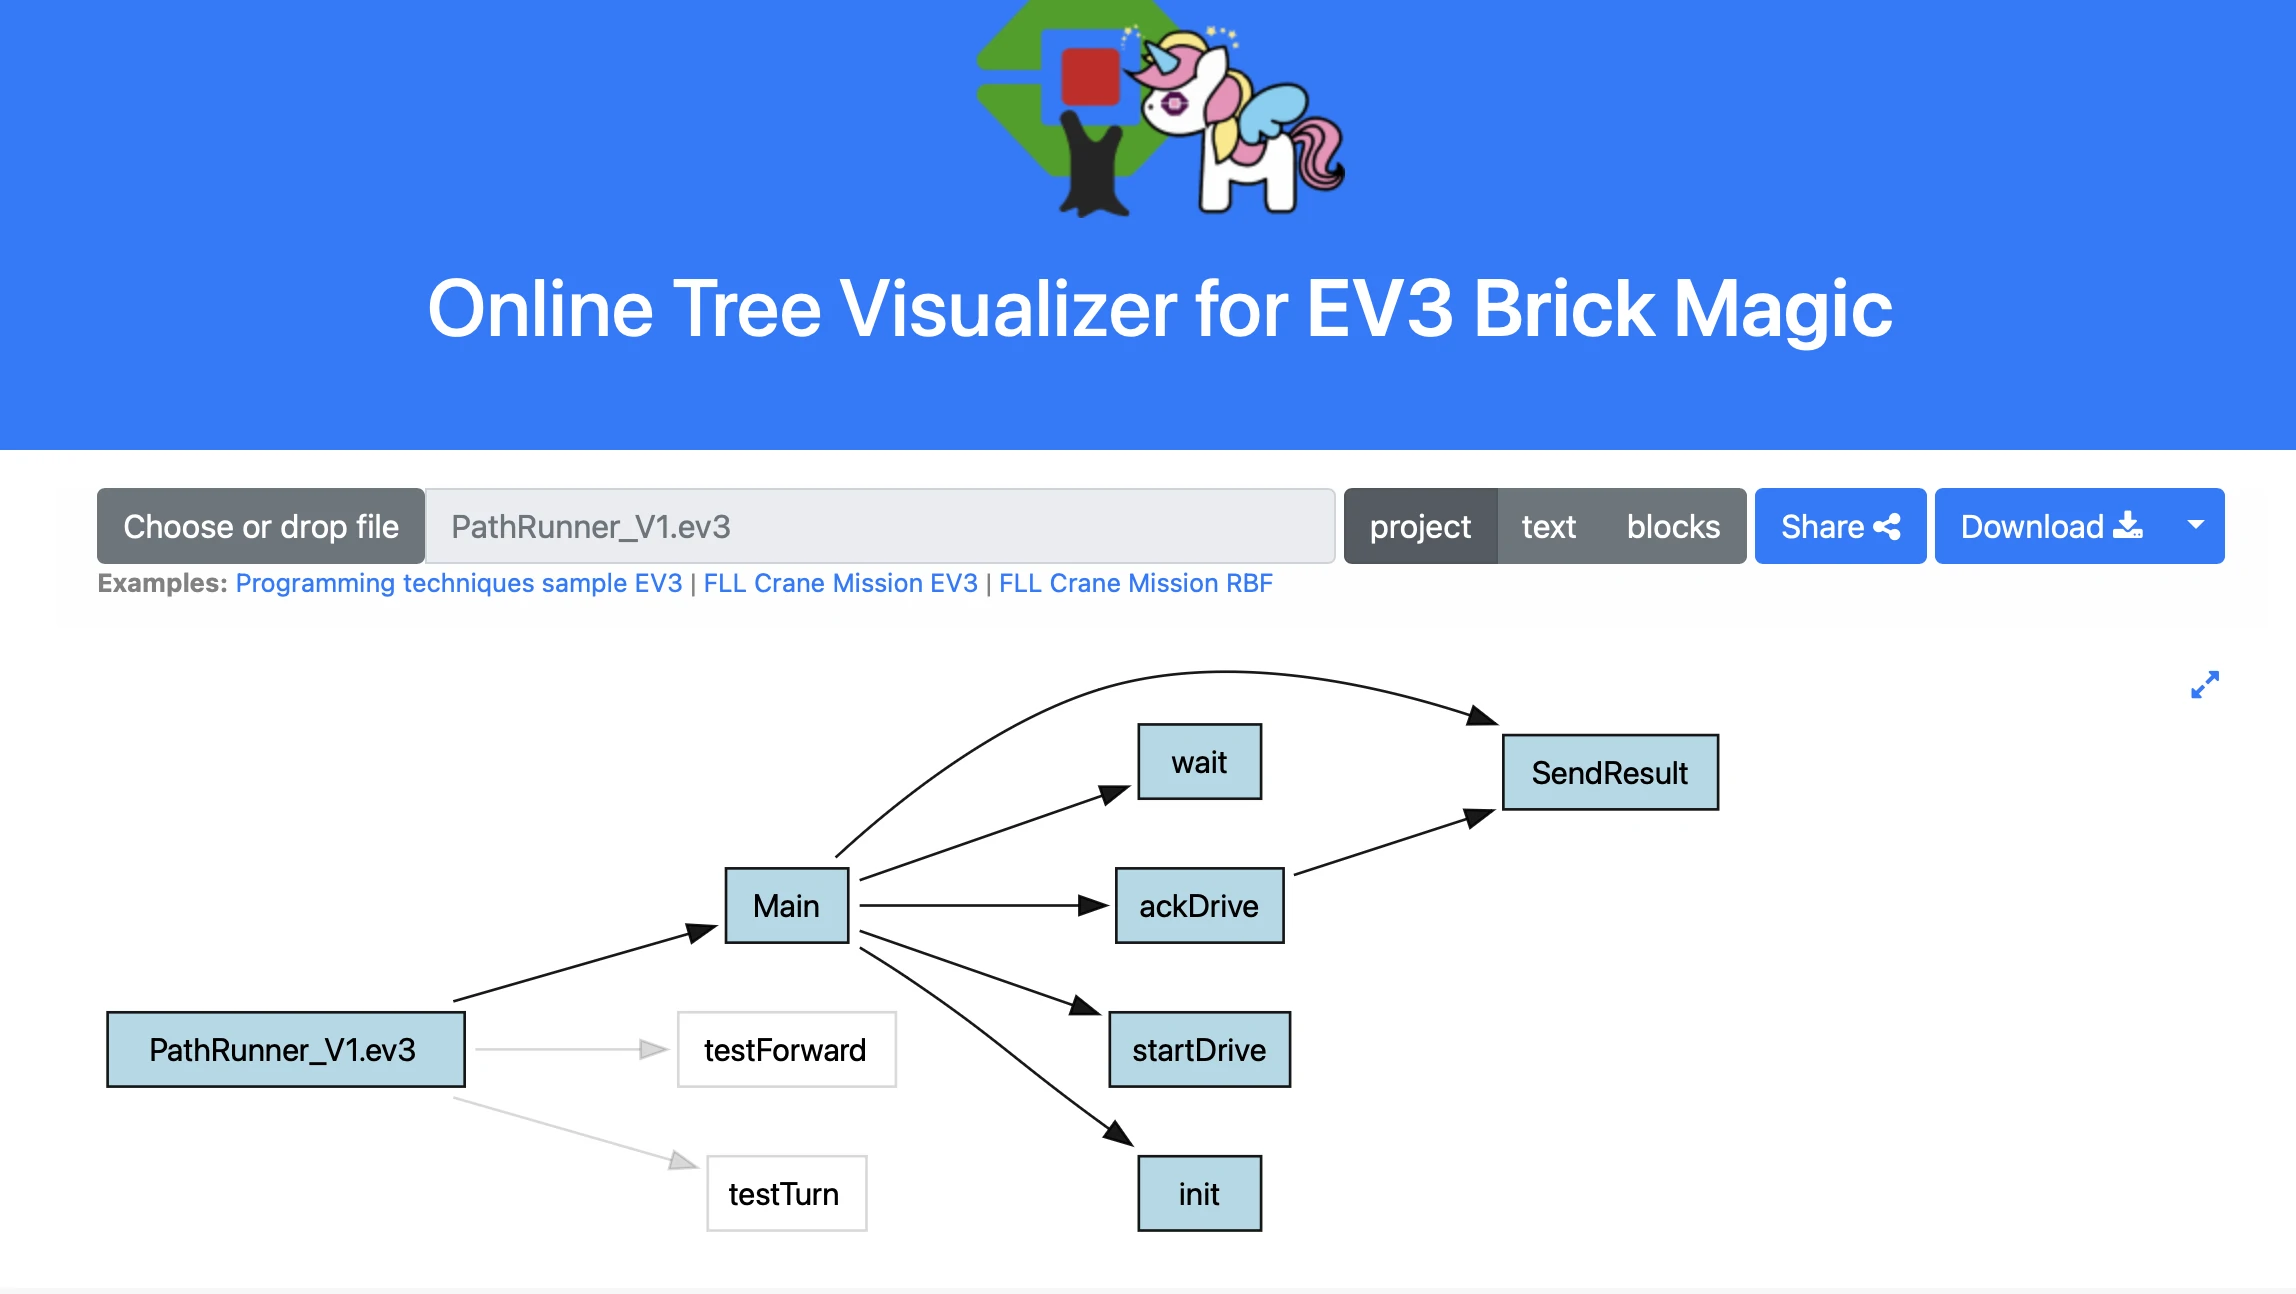 Online Tree Visualizer for EV3 Brick Magic
Choose or drop file PathRunner_V1.ev3 project text blocks Share Download
Examples: Programming techniques sample EV3 | FLL Crane Mission EV3 | FLL Crane Mission RBF
wait
SendResult
Main
ackDrive
PathRunner_V1.ev3
testForward
startDrive
testTurn
init